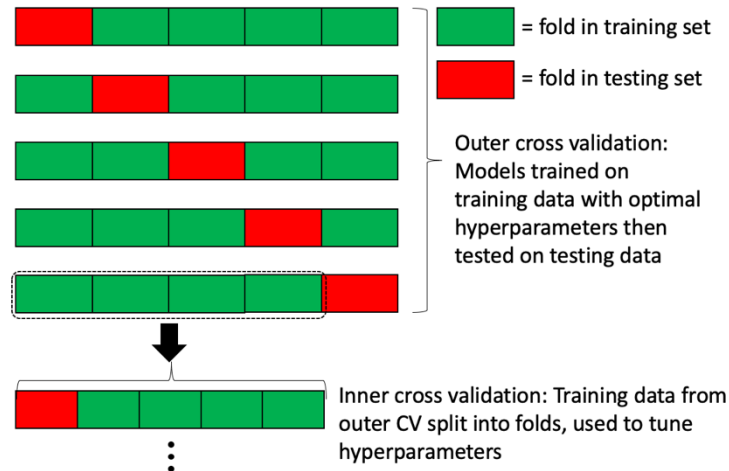 = fold in training set
= fold in testing set
Outer cross validation:
Models trained on
training data with optimal
hyperparameters then
tested on testing data
Inner cross validation: Training data from
outer CV split into folds, used to tune
hyperparameters